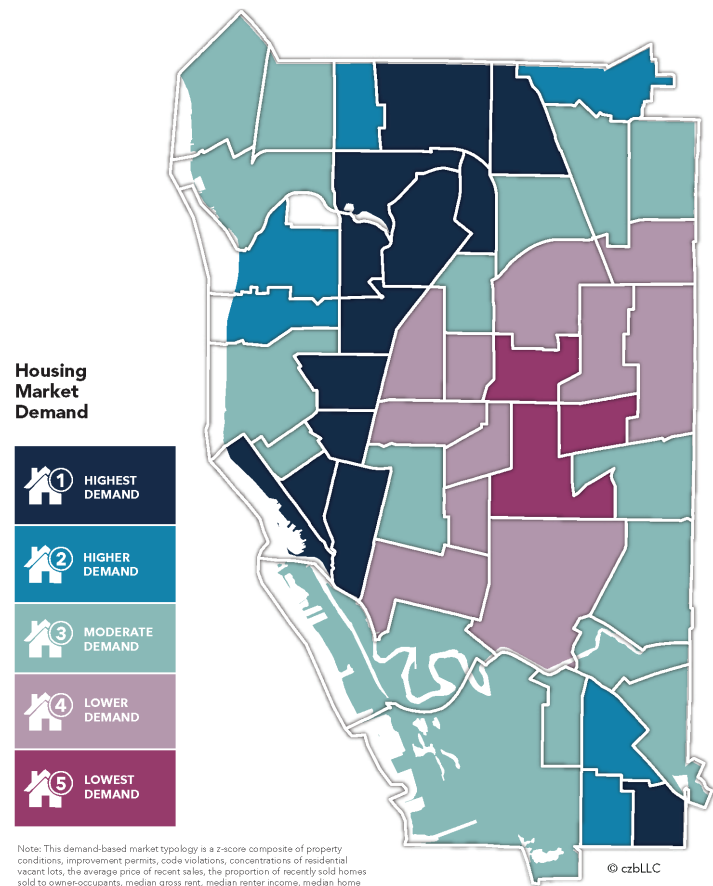 Housing
Market
Demand
1 HIGHEST
DEMAND
2 HIGHER
DEMAND
3 MODERATE
DEMAND
4 LOWER
DEMAND
5 LOWEST
DEMAND
Note: This demand-based market typology is a z-score composite of property
conditions, improvement permits, code violations, concentrations of residential
vacant lots, the average price of recent sales, the proportion of recently sold homes
sold to owner-occupants, median gross rent, median renter income, median home
© czbLLC